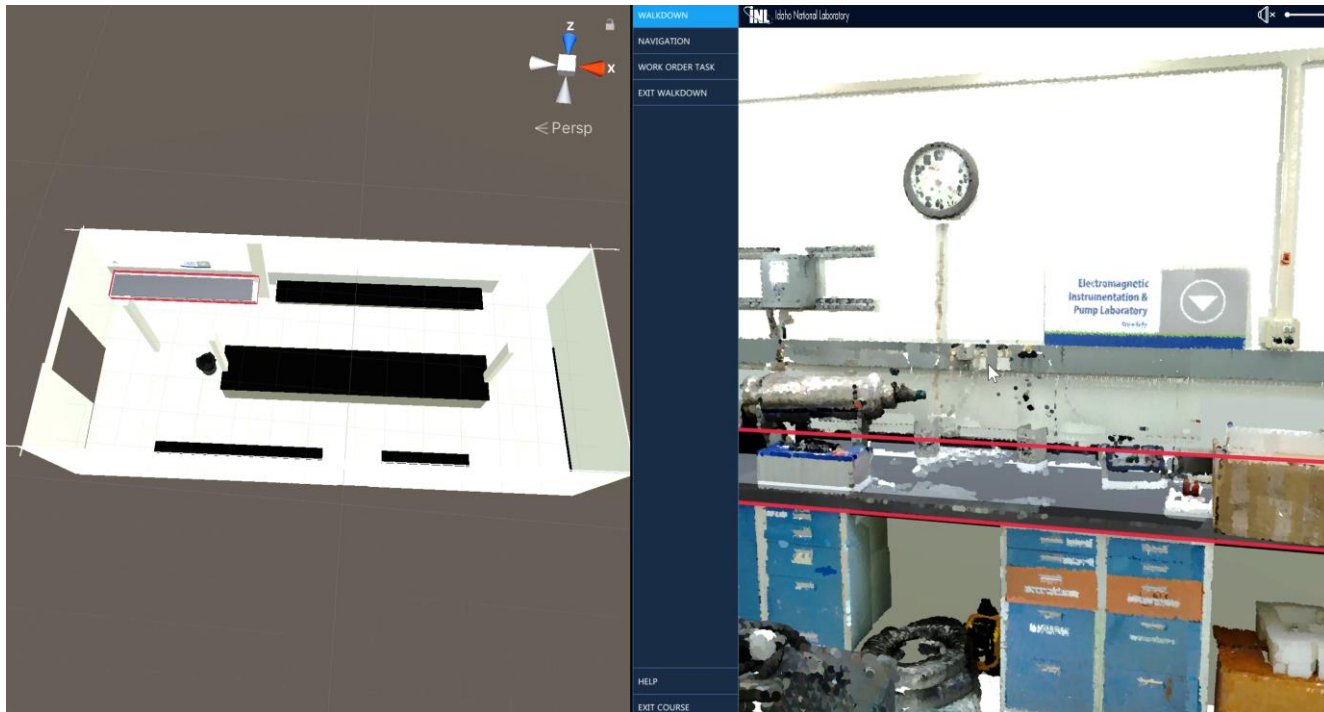 z
x
Persp
WALKDOWN
NAVIGATION
WORK ORDER TASK
EXIT WALKDOWN
HELP
EXIT COURSE
INL Idaho National Laboratory
Electromagnetic
Instrumentation &
Pump Laboratory